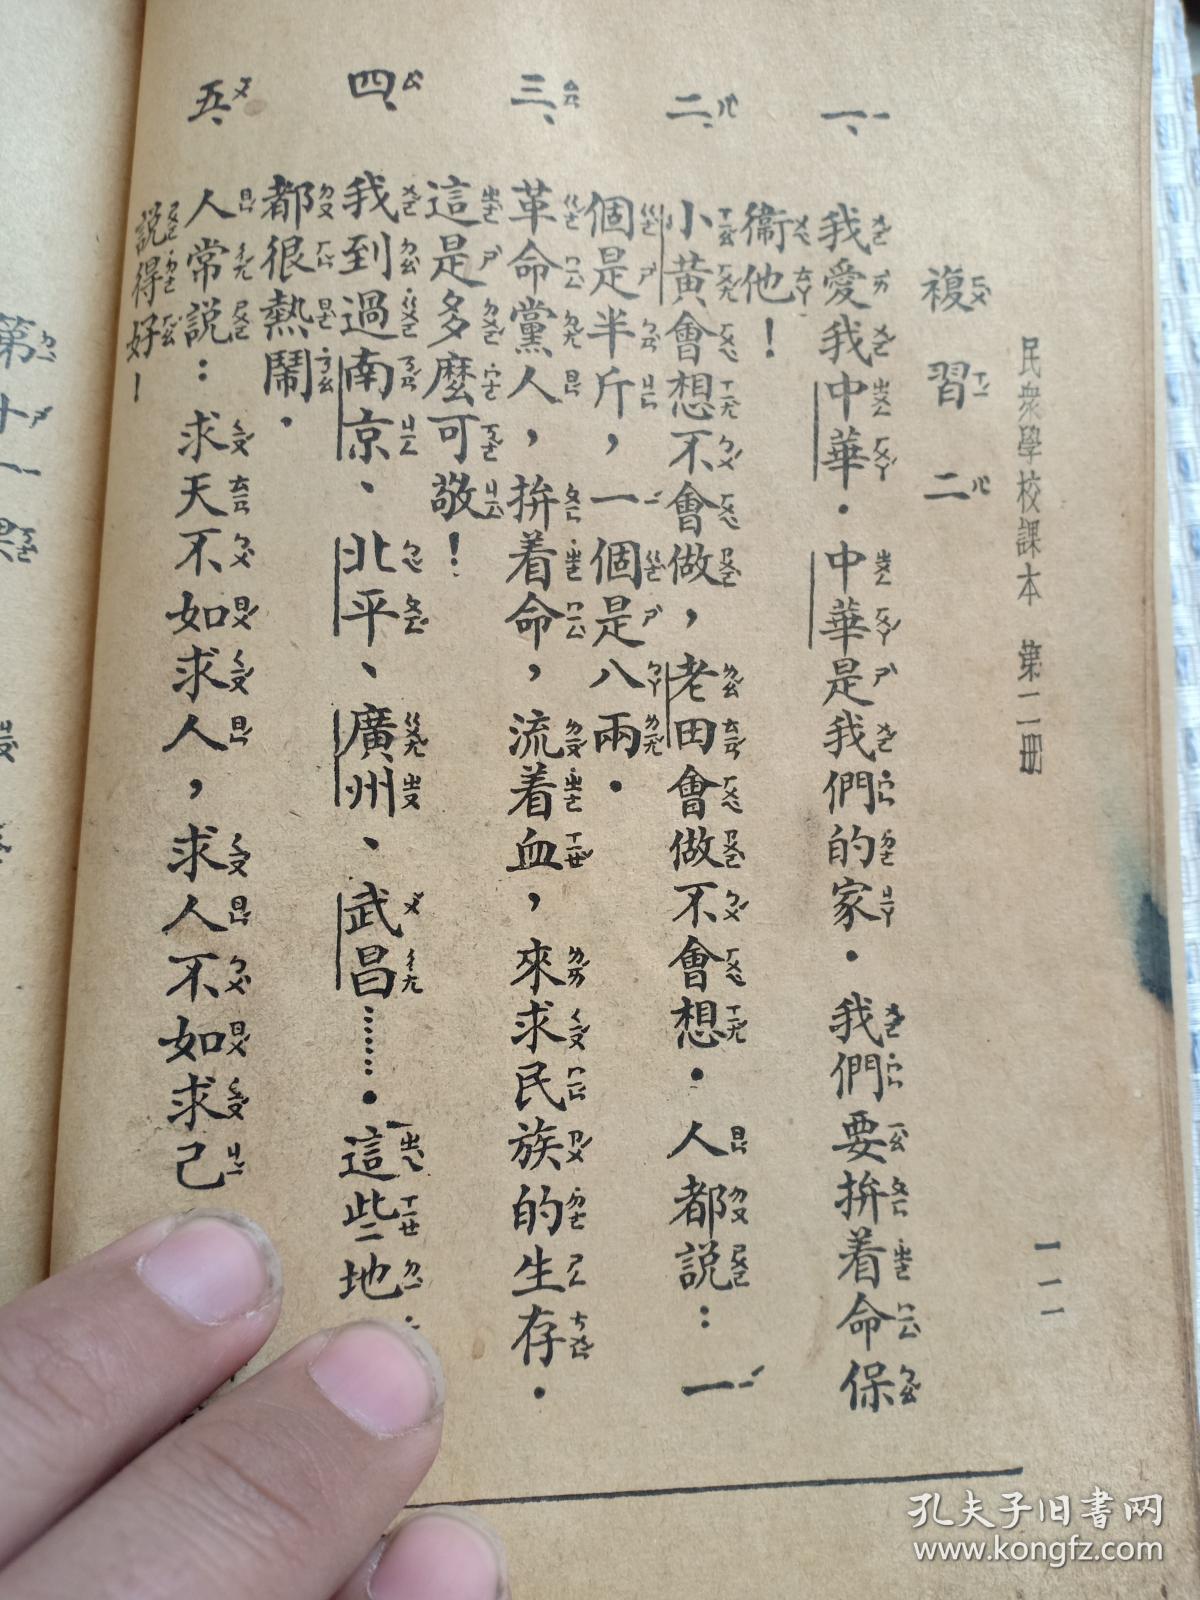 民衆學校課本 第二冊
二二
複習二
一、我愛我中華．中華是我們的家．我們要拚着命保
衞他！
二、小黃會想不會做，老田會做不會想．人都說：一
個是半斤，一個是八兩．
三、革命黨人，拚着命，流着血，來求民族的生存．
這是多麼可敬！
四、我到過南京、北平、廣州、武昌……．這些地
都很熱鬧．
五、人常說：求天不如求人，求人不如求己
說得好！
第十一課
孔夫子旧书网
www.kongfz.com